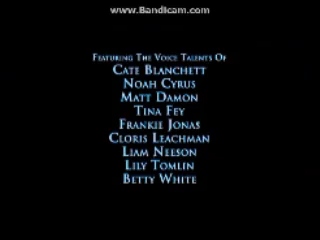 www.Bandicam.com
Featuring The Voice Talents Of
Cate Blanchett
Noah Cyrus
Matt Damon
Tina Fey
Frankie Jonas
Cloris Leachman
Liam Neeson
Lily Tomlin
Betty White